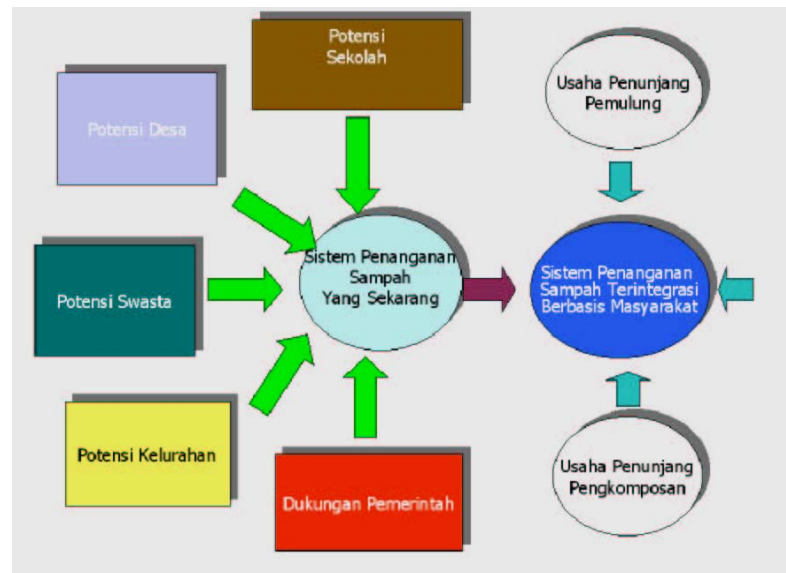 Potensi
Sekolah
Usaha Penunjang
Pemulung
Potensi Desa
Sistem Penanganan
Sampah
Yang Sekarang
Sistem Penanganan
Sampah Terintegrasi
Berbasis Masyarakat
Potensi Swasta
Potensi Kelurahan
Dukungan Pemerintah
Usaha Penunjang
Pengkomposan